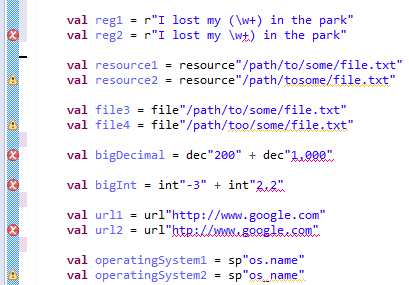 val reg1 = r"I lost my (\w+) in the park"
val reg2 = r"I lost my \w+) in the park"
val resource1 = resource"/path/to/some/file.txt"
val resource2 = resource"/path/tosome/file.txt"
val file3 = file"/path/to/some/file.txt"
val file4 = file"/path/too/some/file.txt"
val bigDecimal = dec"200" + dec"1,000"
val bigInt = int"-3" + int"2,2"
val url1 = url"http://www.google.com"
val url2 = url"htp://www.google.com"
val operatingSystem1 = sp"os.name"
val operatingSystem2 = sp"os_name"